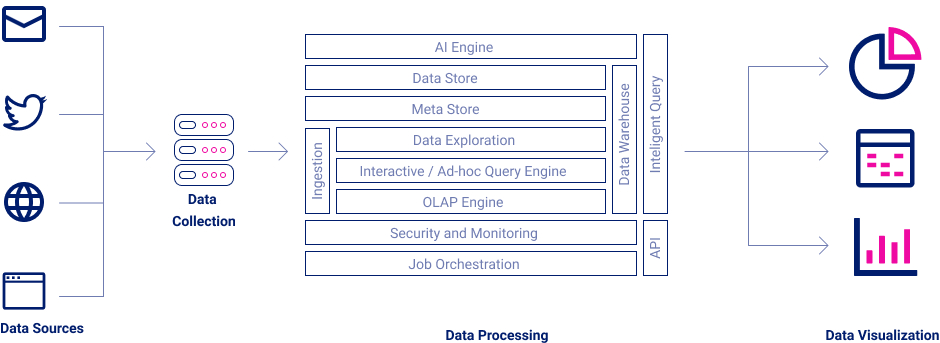 AI Engine
Data Store
Meta Store
Data Exploration
Interactive / Ad-hoc Query Engine
OLAP Engine
Ingestion
Data Warehouse
Inteligent Query
Security and Monitoring
Job Orchestration
API
Data
Collection
Data Sources
Data Processing
Data Visualization